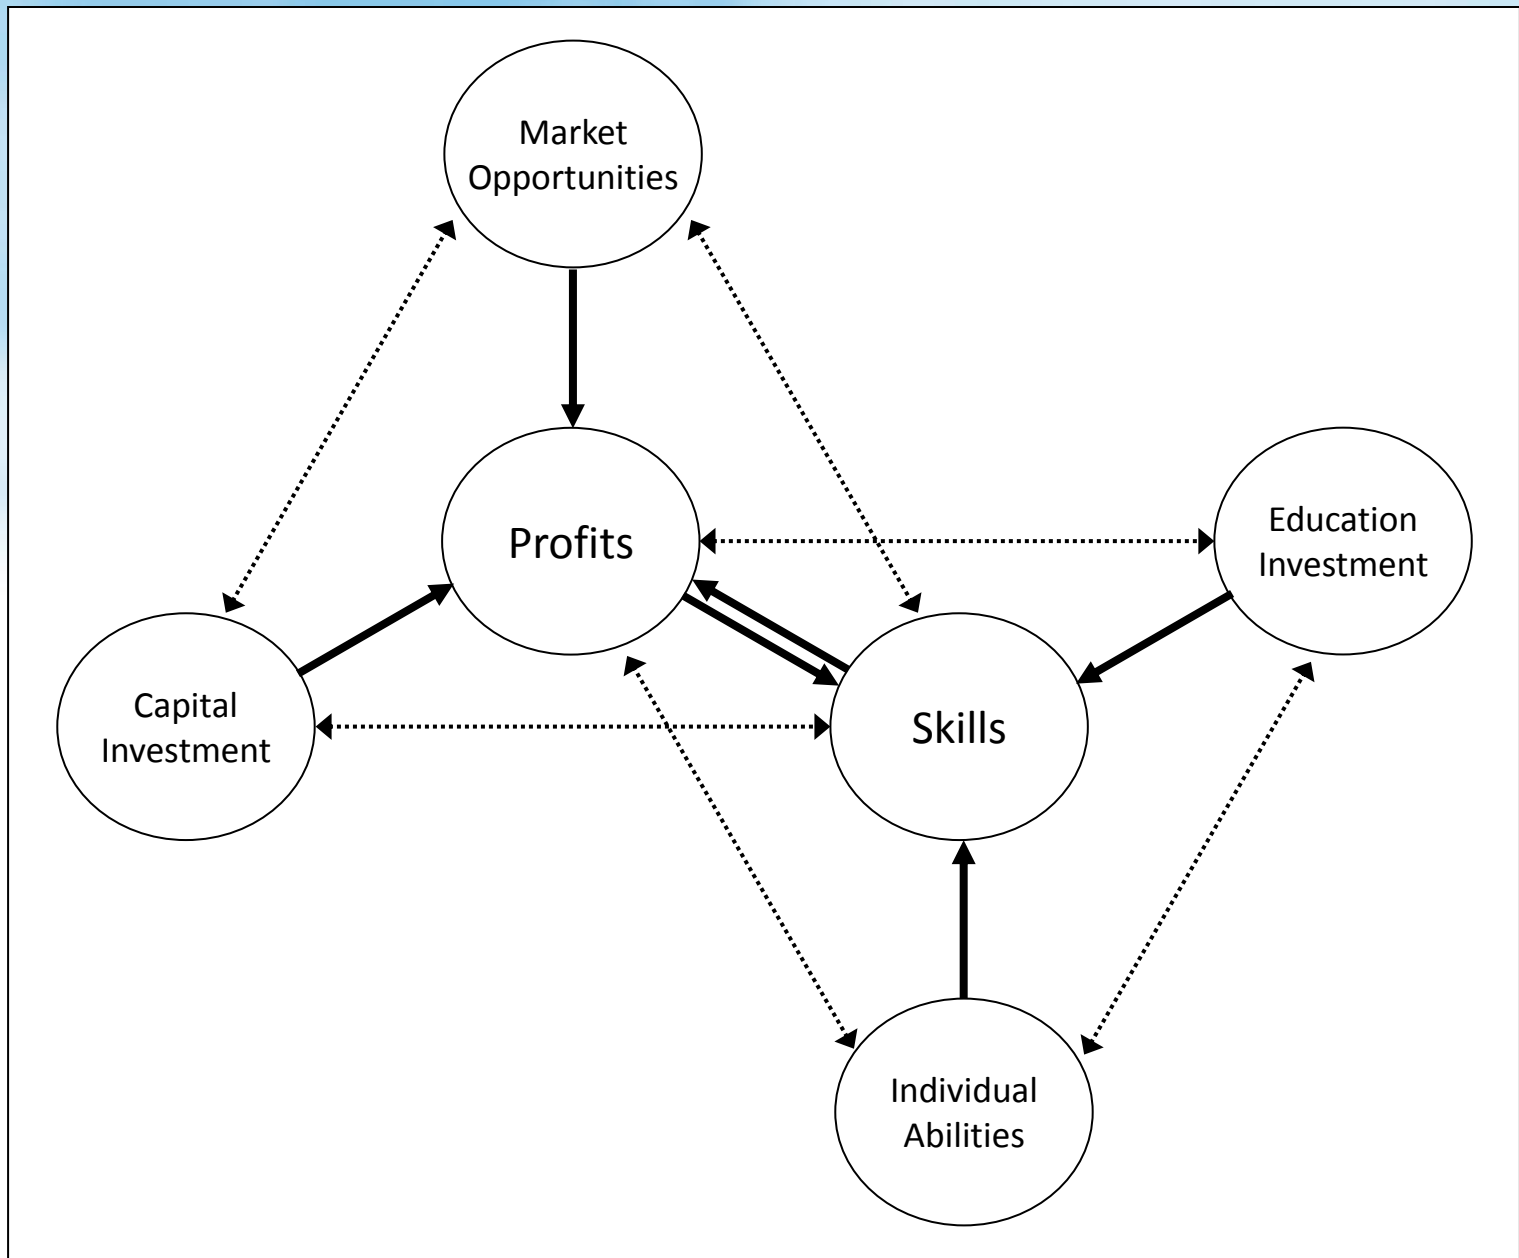 Market
Opportunities
Profits
Education
Investment
Capital
Investment
Skills
Individual
Abilities